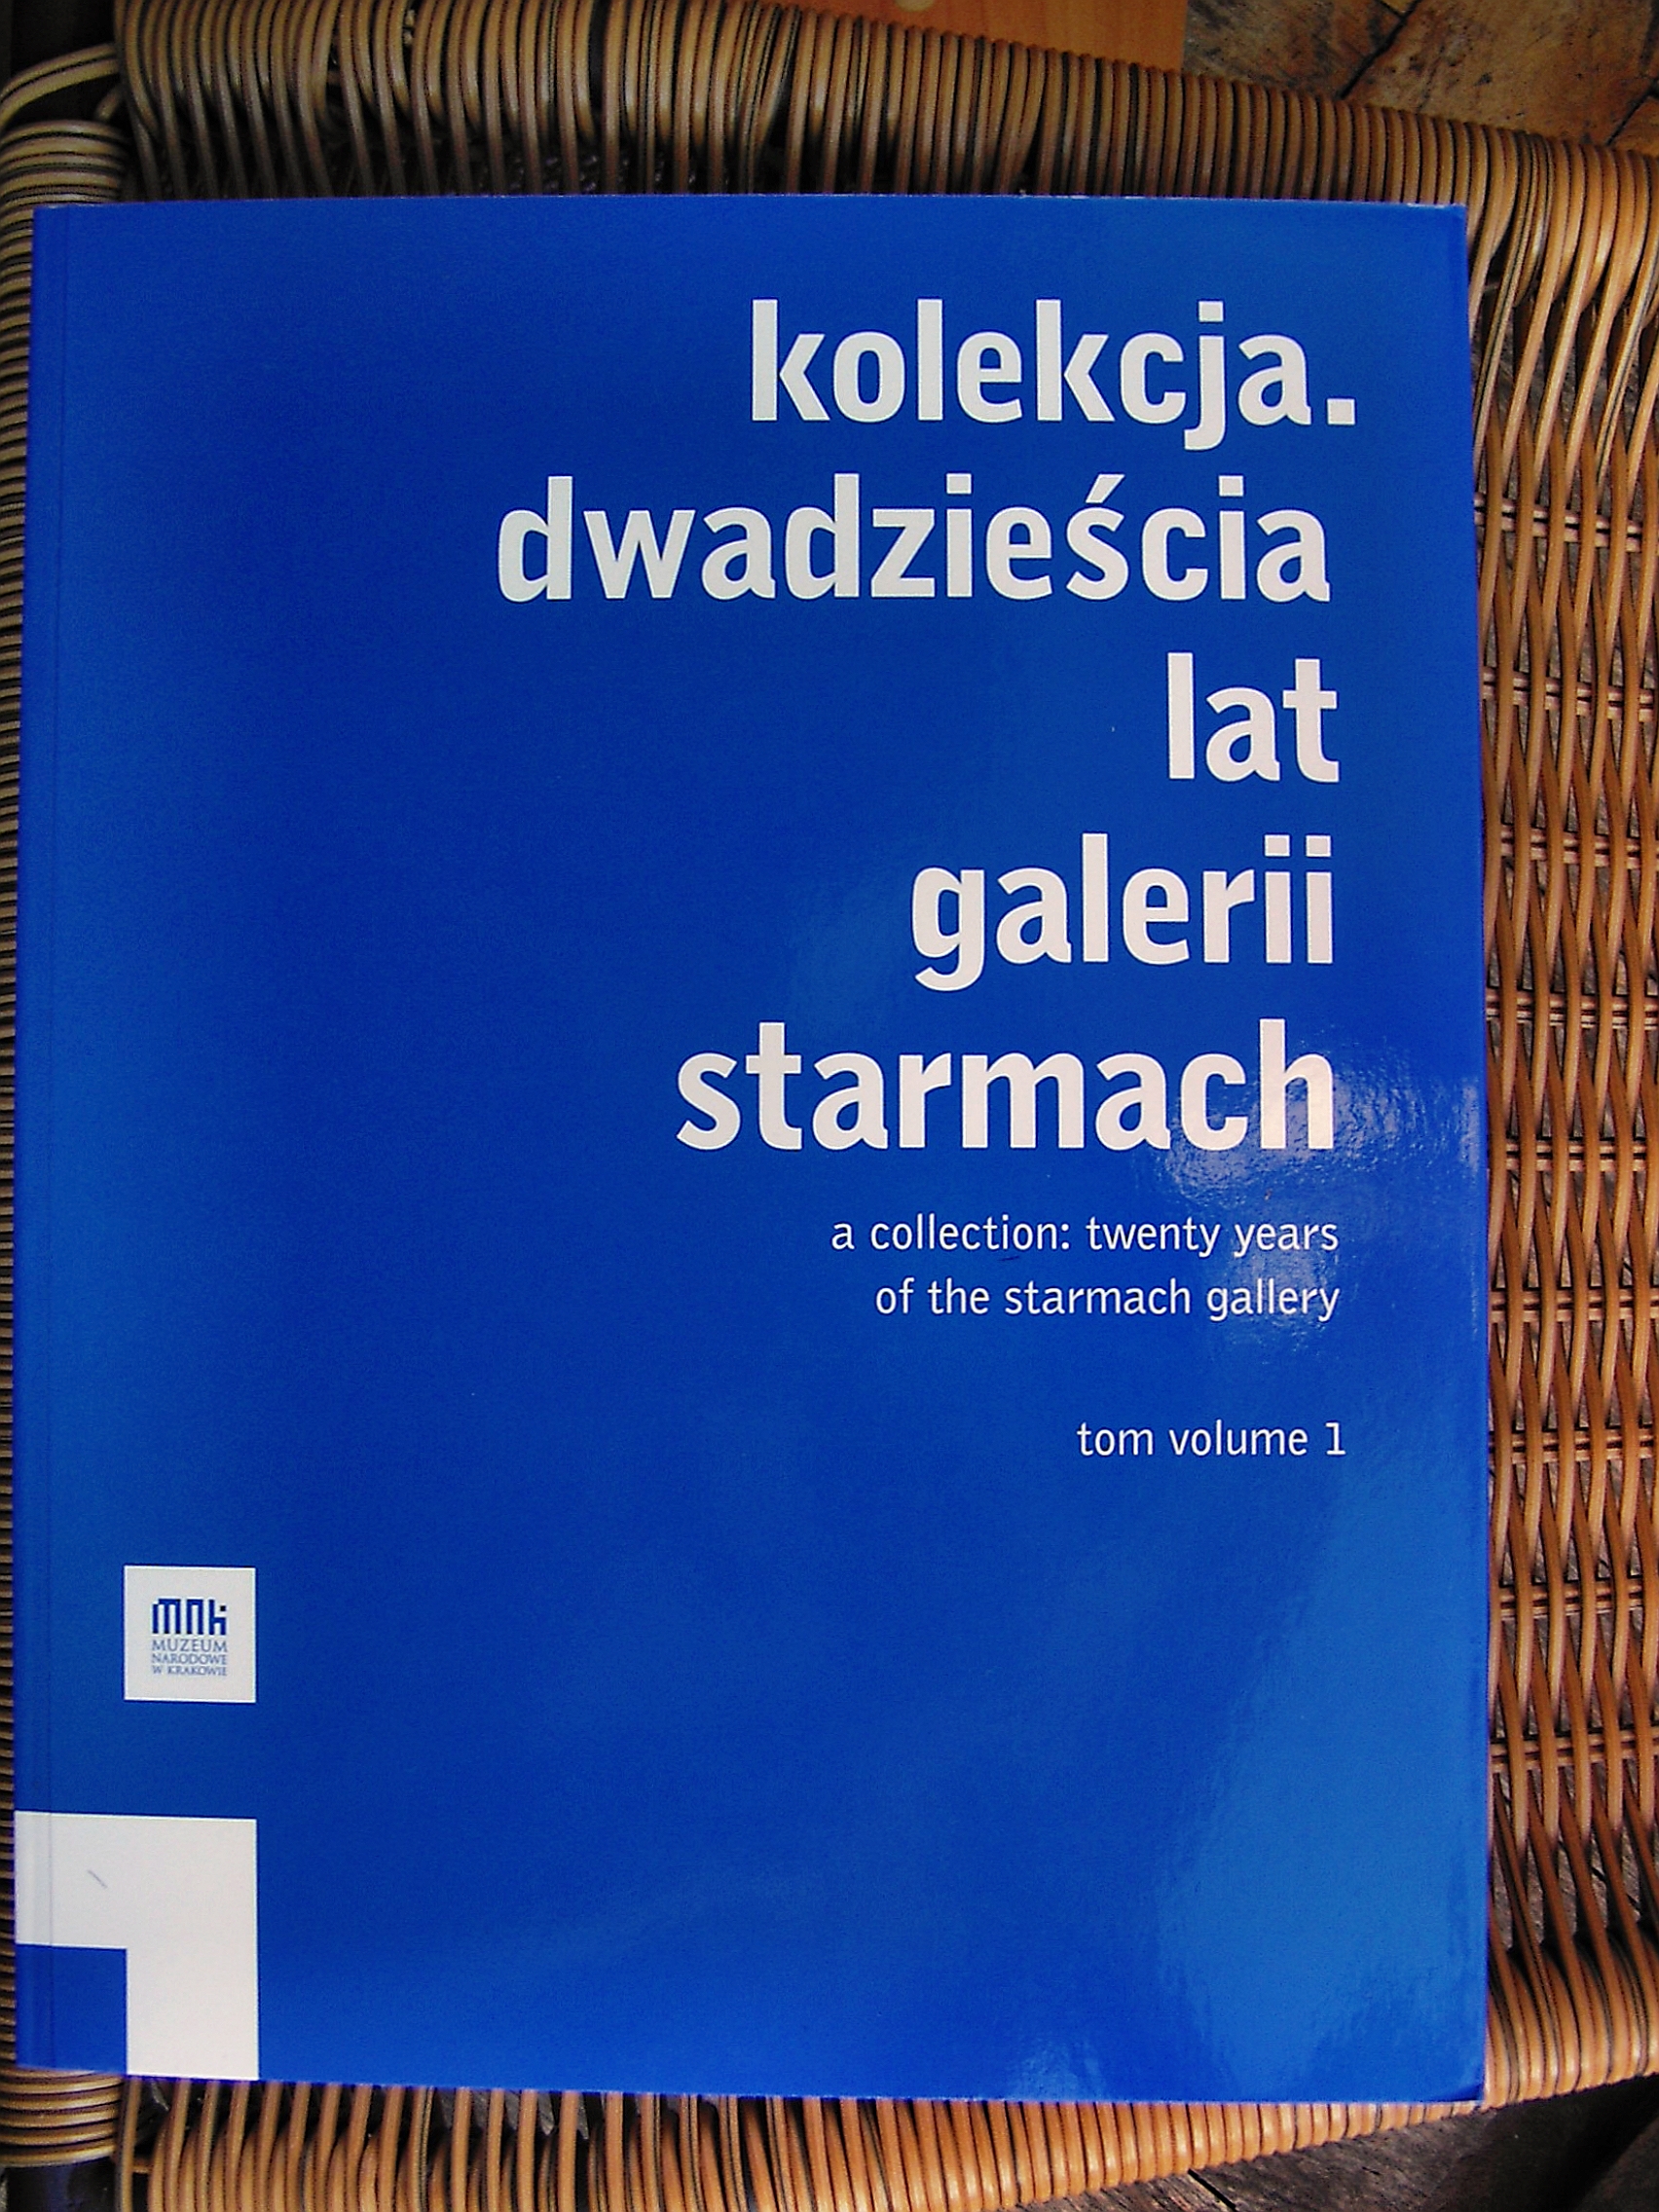 kolekcja.
dwadzieścia
lat
galerii
starmach
a collection: twenty years
of the starmach gallery
tom volume 1
mnk
MUZEUM
NARODOWE
W KRAKOWIE